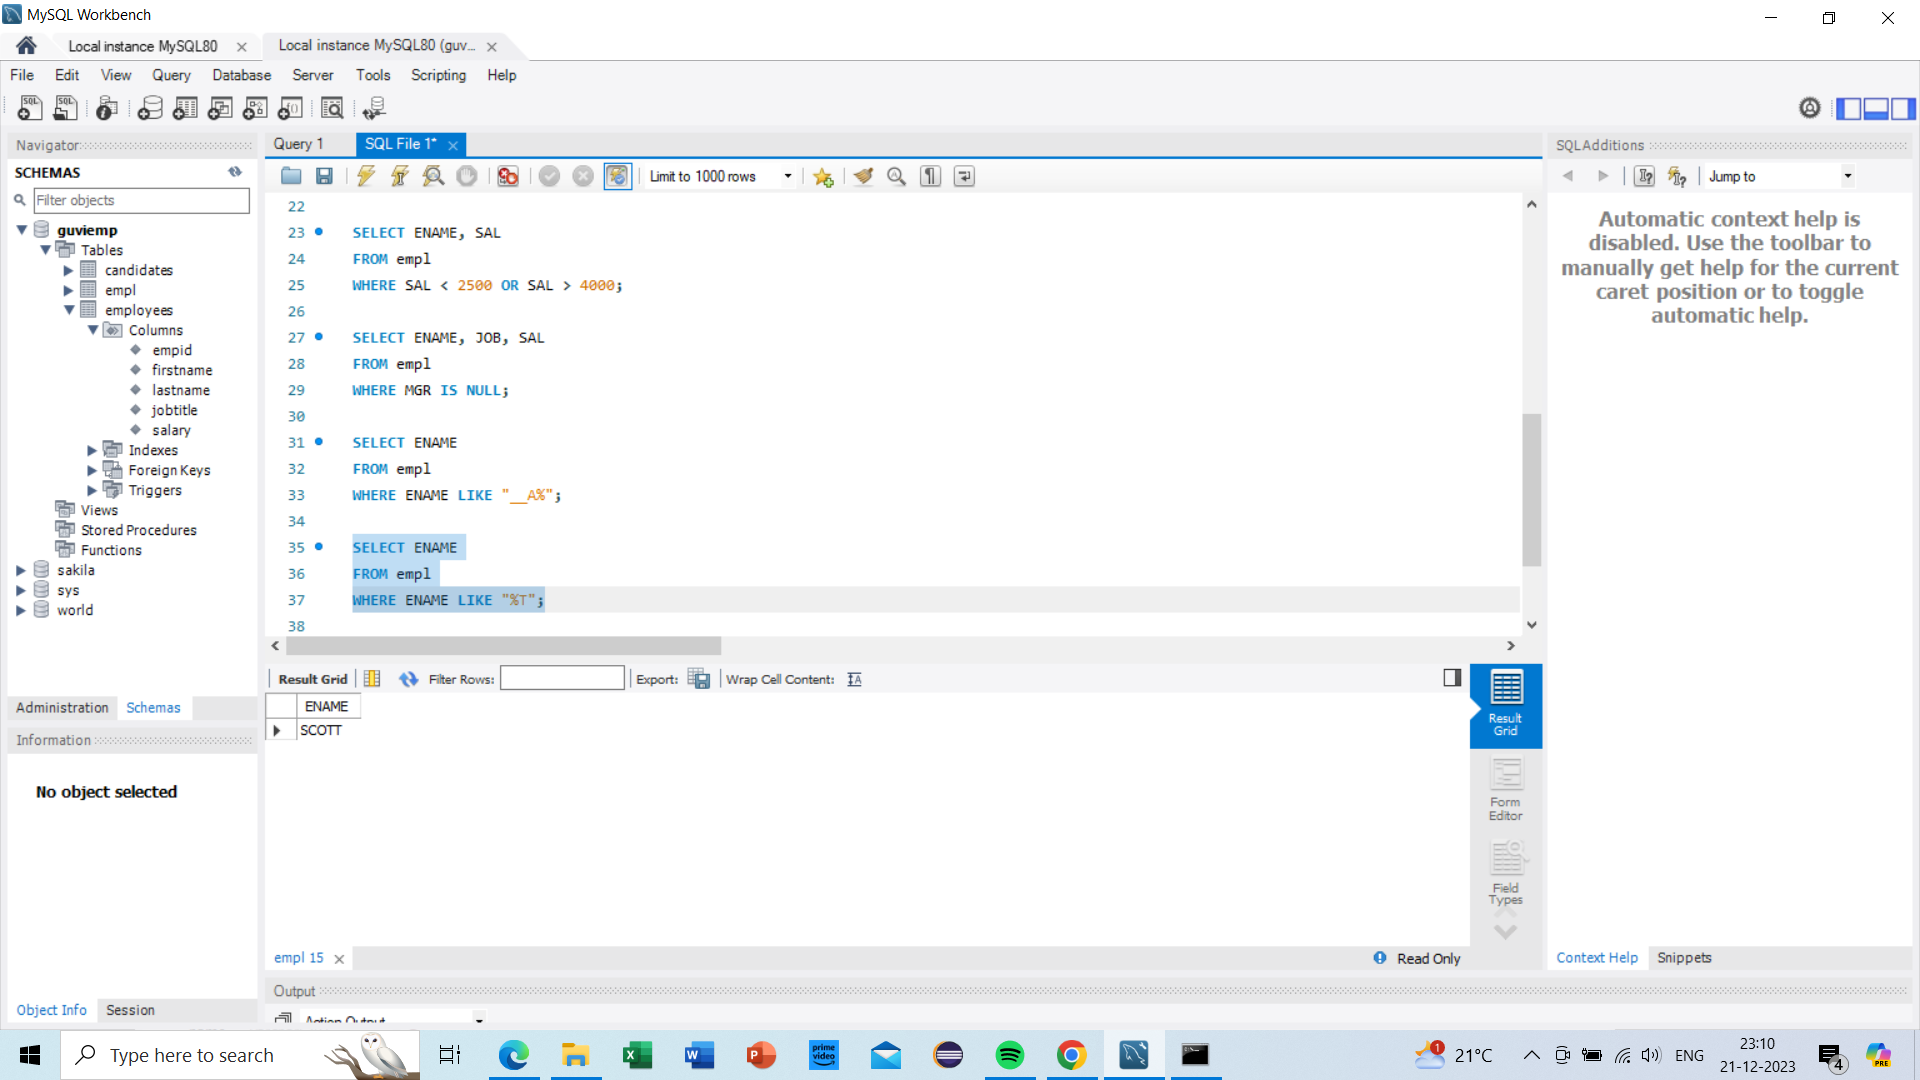 MySQL Workbench
Local instance MySQL80
Local instance MySQL80 (guv...
File Edit View Query Database Server Tools Scripting Help
Navigator
SCHEMAS
Filter objects
guviemp
Tables
candidates
empl
employees
Columns
empid
firstname
lastname
jobtitle
salary
Indexes
Foreign Keys
Triggers
Views
Stored Procedures
Functions
sakila
sys
world
Administration Schemas
Information
No object selected
Object Info Session
Query 1 SQL File 1*
Limit to 1000 rows
22
23 SELECT ENAME, SAL
24 FROM empl
25 WHERE SAL < 2500 OR SAL > 4000;
26
27 SELECT ENAME, JOB, SAL
28 FROM empl
29 WHERE MGR IS NULL;
30
31 SELECT ENAME
32 FROM empl
33 WHERE ENAME LIKE "__A%";
34
35 SELECT ENAME
36 FROM empl
37 WHERE ENAME LIKE "%T";
38
Result Grid Filter Rows: Export: Wrap Cell Content:
ENAME
SCOTT
Result
Grid
Form
Editor
Field
Types
empl 15
Read Only
Output
Action Output
SQLAdditions
Jump to
Automatic context help is
disabled. Use the toolbar to
manually get help for the current
caret position or to toggle
automatic help.
Context Help Snippets
Type here to search
prime
video
1
21°C
ENG
23:10
21-12-2023
4
PRE